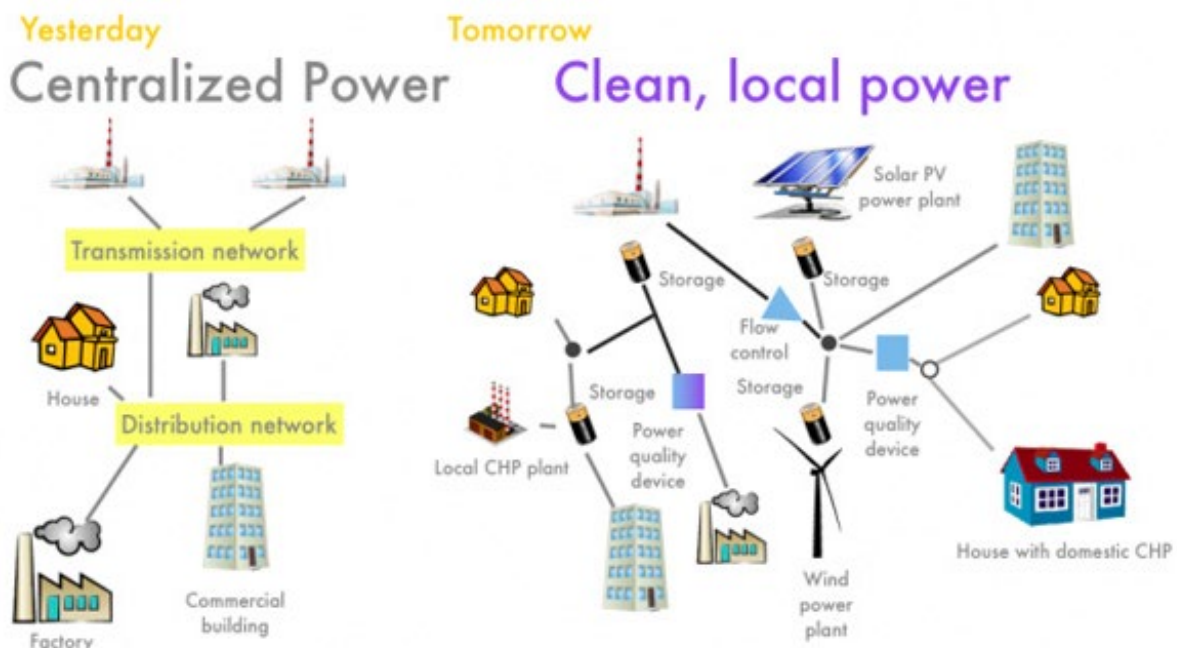 Yesterday
Centralized Power
Transmission network
House
Distribution network
Commercial
building
Factory
Tomorrow
Clean, local power
Solar PV
power plant
Storage
Storage
Flow
control
Storage
Storage
Power
quality
device
Power
quality
device
Local CHP plant
House with domestic CHP
Wind
power
plant